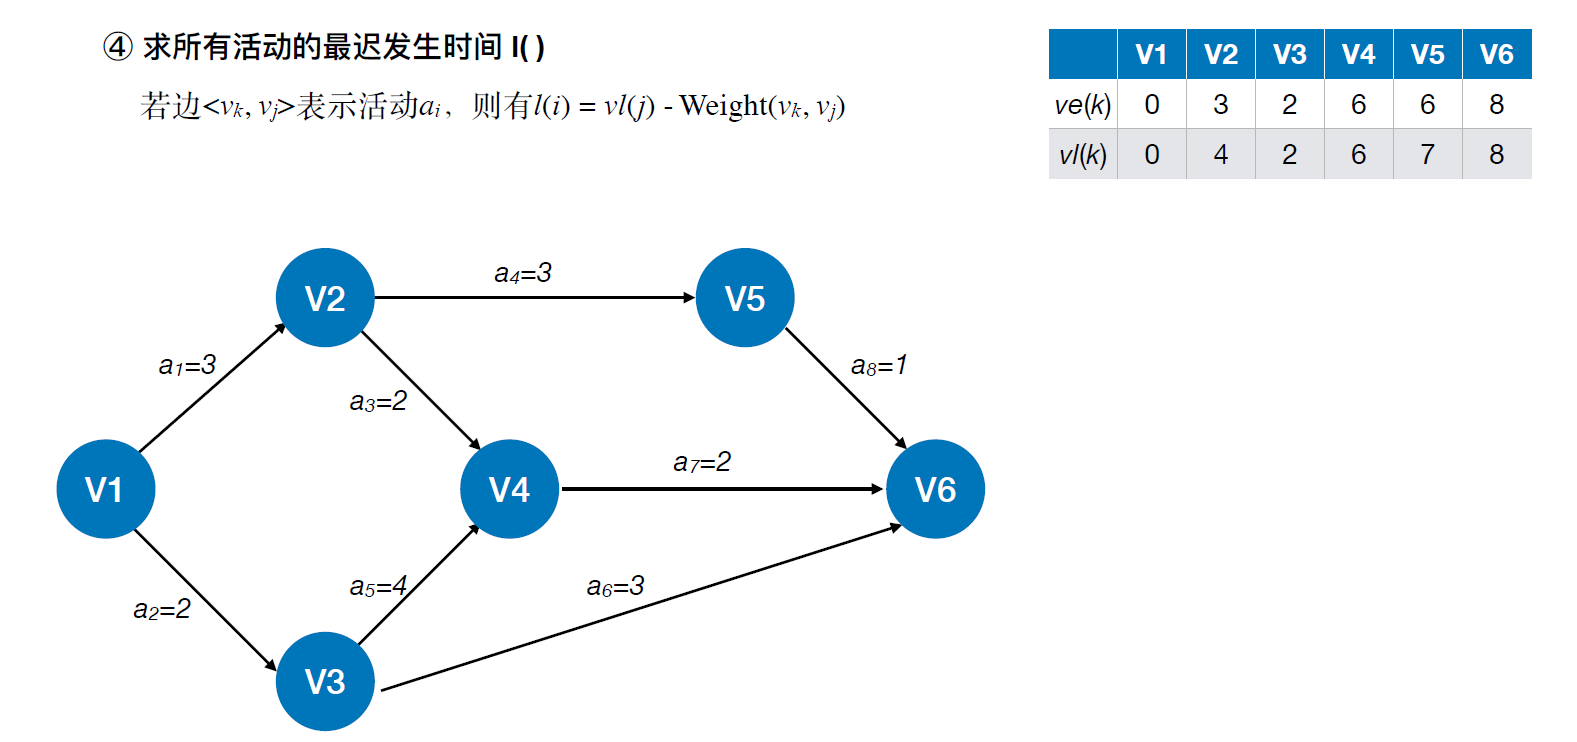 ④ 求所有活动的最迟发生时间 l( )
若边<vk, vj>表示活动ai，则有l(i) = vl(j) - Weight(vk, vj)
V1 V2 V3 V4 V5 V6
ve(k) 0 3 2 6 6 8
vl(k) 0 4 2 6 7 8
a4=3
V2
V5
a1=3
a8=1
a3=2
a7=2
V1
V4
V6
a5=4
a6=3
a2=2
V3